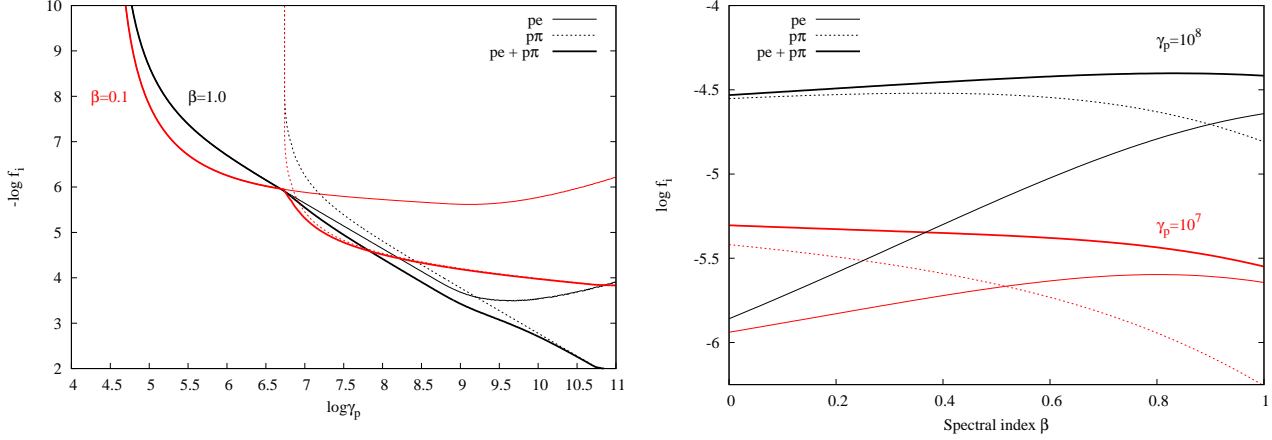 10
9
8
7
6
5
4
3
2
-log f_i
4 4.5 5 5.5 6 6.5 7 7.5 8 8.5 9 9.5 10 10.5 11
logγ_p
pe
pπ
pe + pπ
β=0.1
β=1.0
-4
-4.5
-5
-5.5
-6
log f_i
0 0.2 0.4 0.6 0.8 1
Spectral index β
pe
pπ
pe + pπ
γ_p=10^8
γ_p=10^7